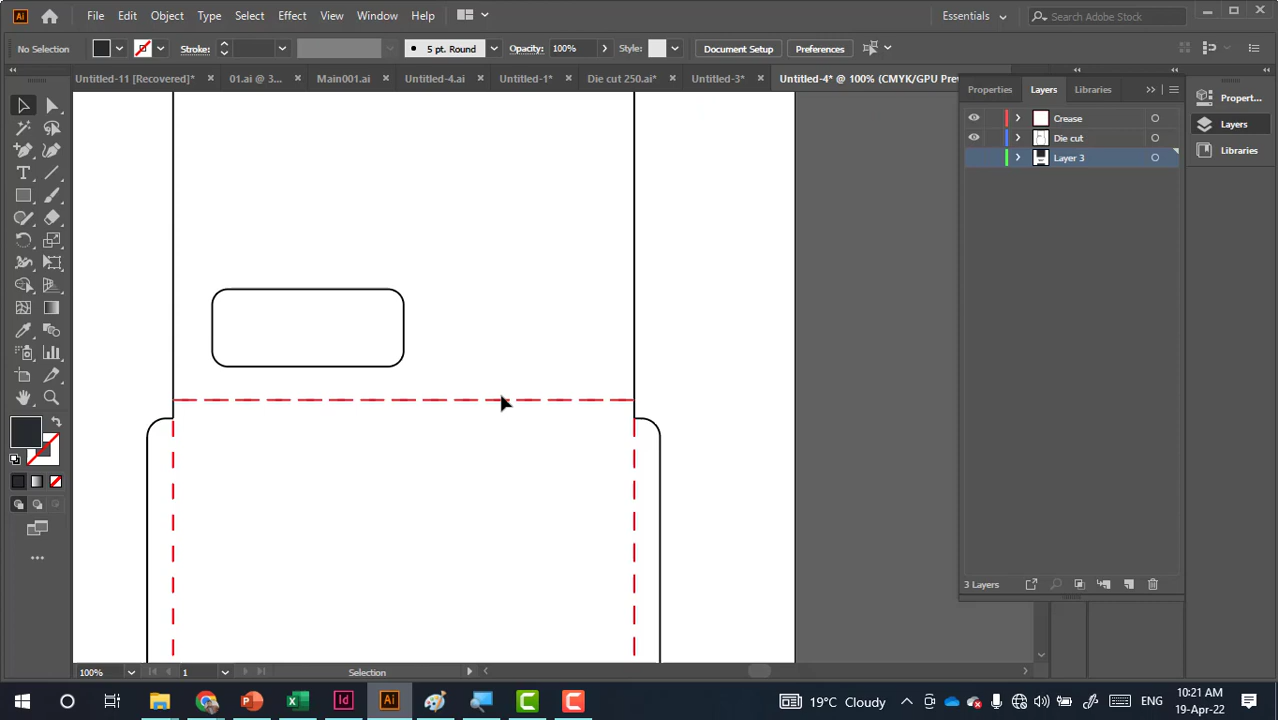 Ai File Edit Object Type Select Effect View Window Help Essentials Search Adobe Stock
No Selection Stroke: 5 pt. Round Opacity: 100% Style: Document Setup Preferences
Untitled-11 [Recovered]* × 01.ai @ 3... × Main001.ai × Untitled-4.ai × Untitled-1* × Die cut 250.ai* × Untitled-3* × Untitled-4* @ 100% (CMYK/GPU Pre
Properties Layers Libraries
Propert...
Layers
Libraries
Crease
Die cut
Layer 3
3 Layers
100% 1 Selection
19°C Cloudy ENG 10:21 AM
19-Apr-22